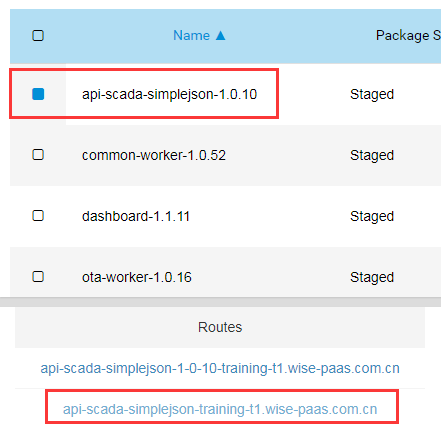 Name ▲ Package S
api-scada-simplejson-1.0.10 Staged
common-worker-1.0.52 Staged
dashboard-1.1.11 Staged
ota-worker-1.0.16 Staged
Routes
api-scada-simplejson-1-0-10-training-t1.wise-paas.com.cn
api-scada-simplejson-training-t1.wise-paas.com.cn